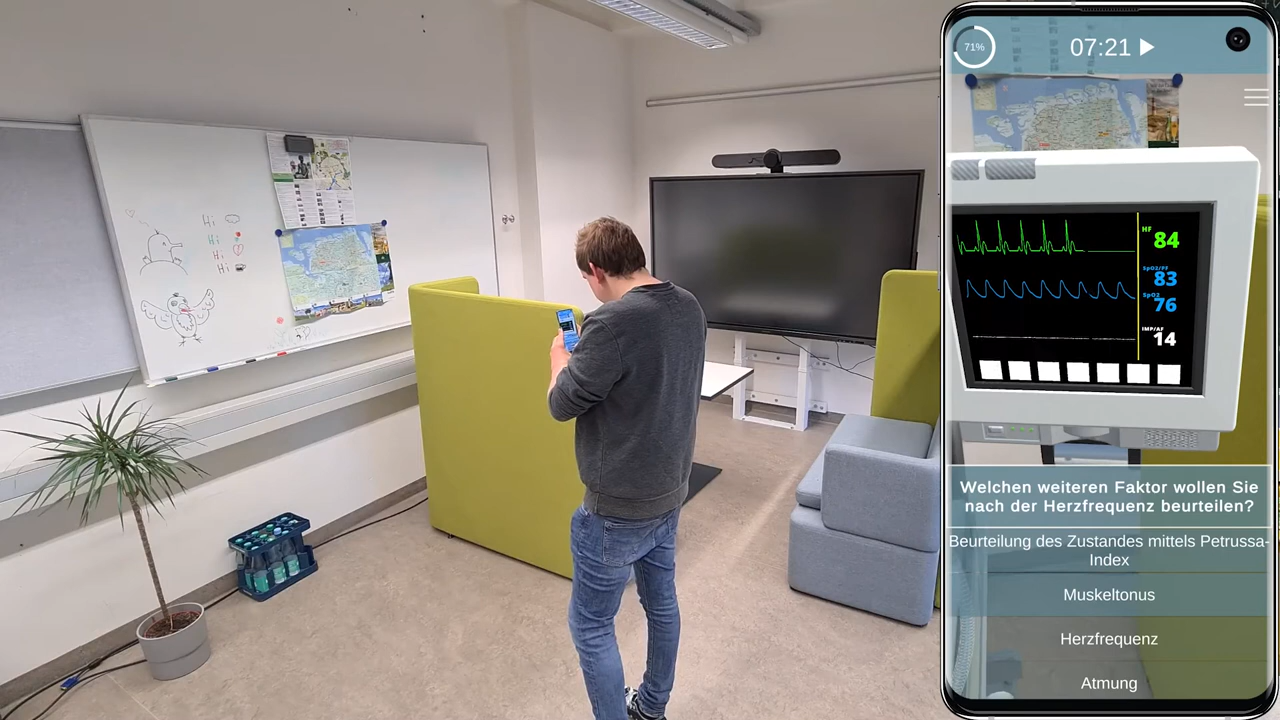 Hi
Hi
Hi
Hi
71%
07:21
HF
84
SpO2/PF
83
SpO2
76
IMP/AF
14
Welchen weiteren Faktor wollen Sie
nach der Herzfrequenz beurteilen?
Beurteilung des Zustandes mittels Petrussa-
Index
Muskeltonus
Herzfrequenz
Atmung